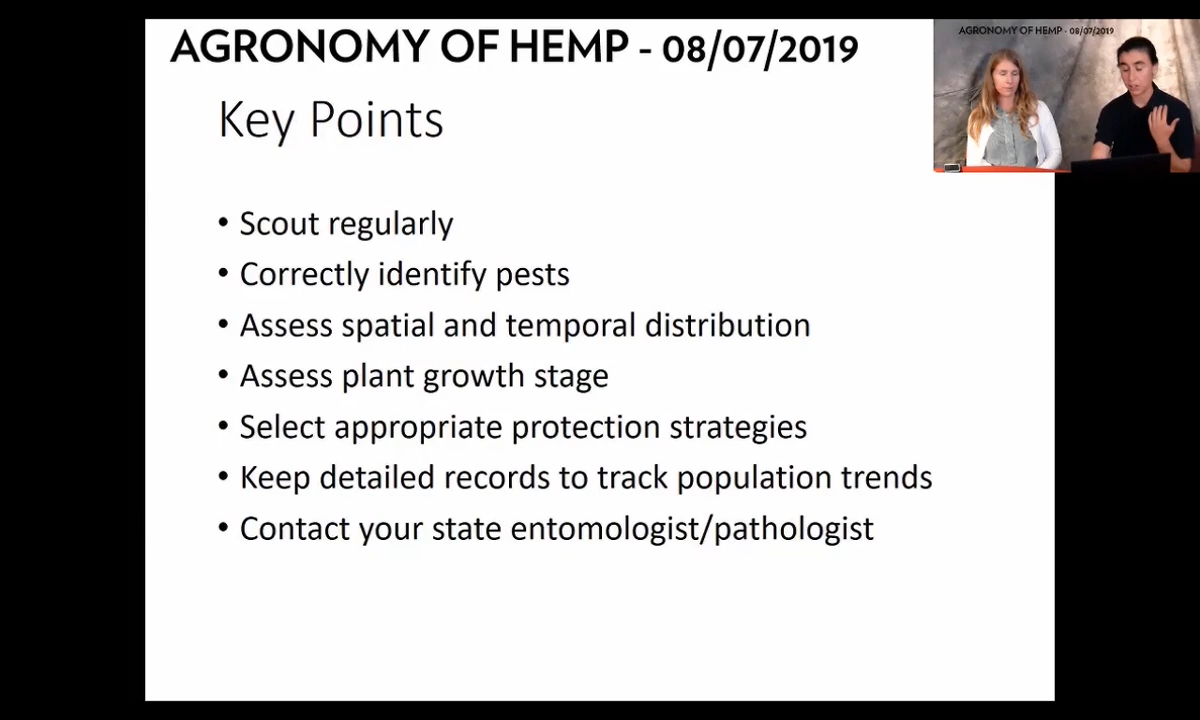 AGRONOMY OF HEMP - 08/07/2019
AGRONOMY OF HEMP - 08/07/2019
Key Points
• Scout regularly
• Correctly identify pests
• Assess spatial and temporal distribution
• Assess plant growth stage
• Select appropriate protection strategies
• Keep detailed records to track population trends
• Contact your state entomologist/pathologist